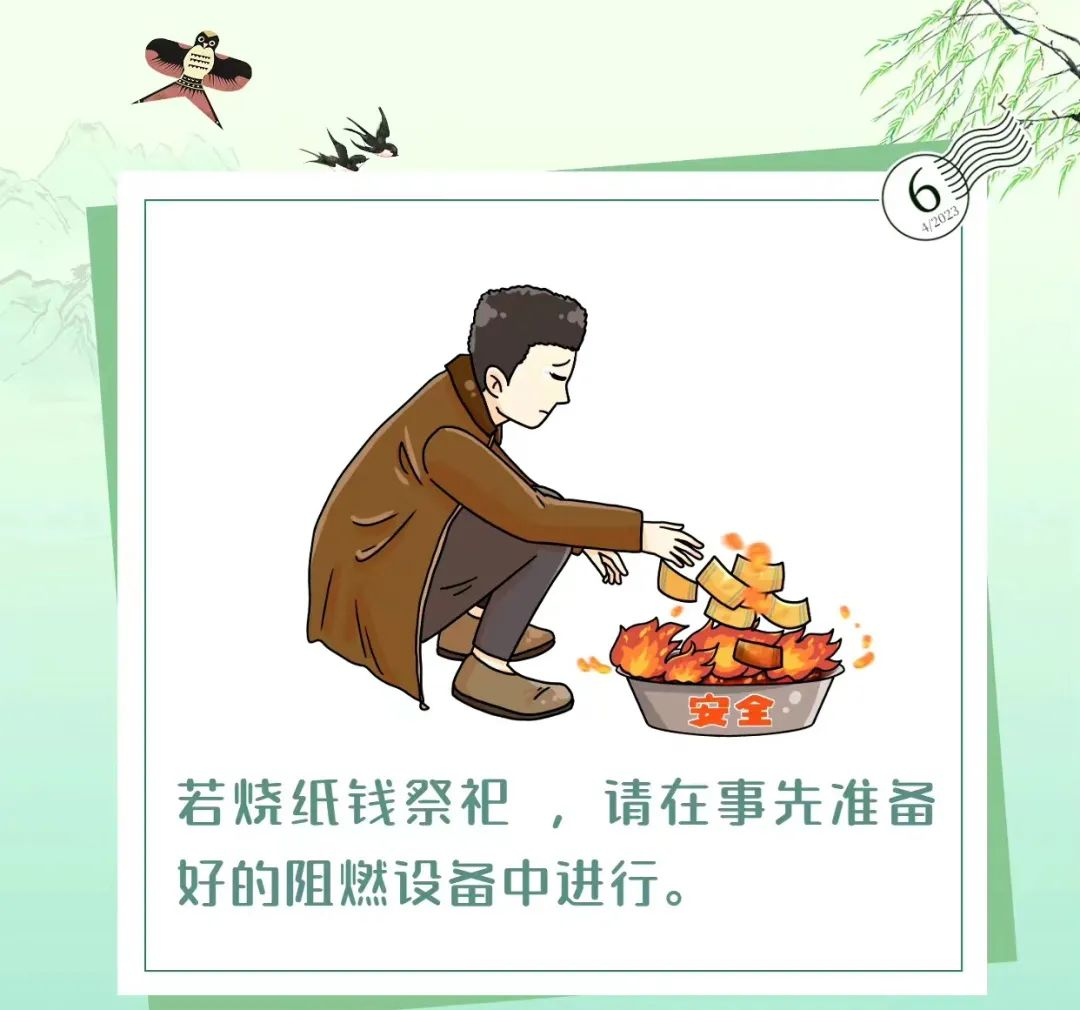 6
4/2023
安全
若烧纸钱祭祀 ，请在事先准备
好的阻燃设备中进行。